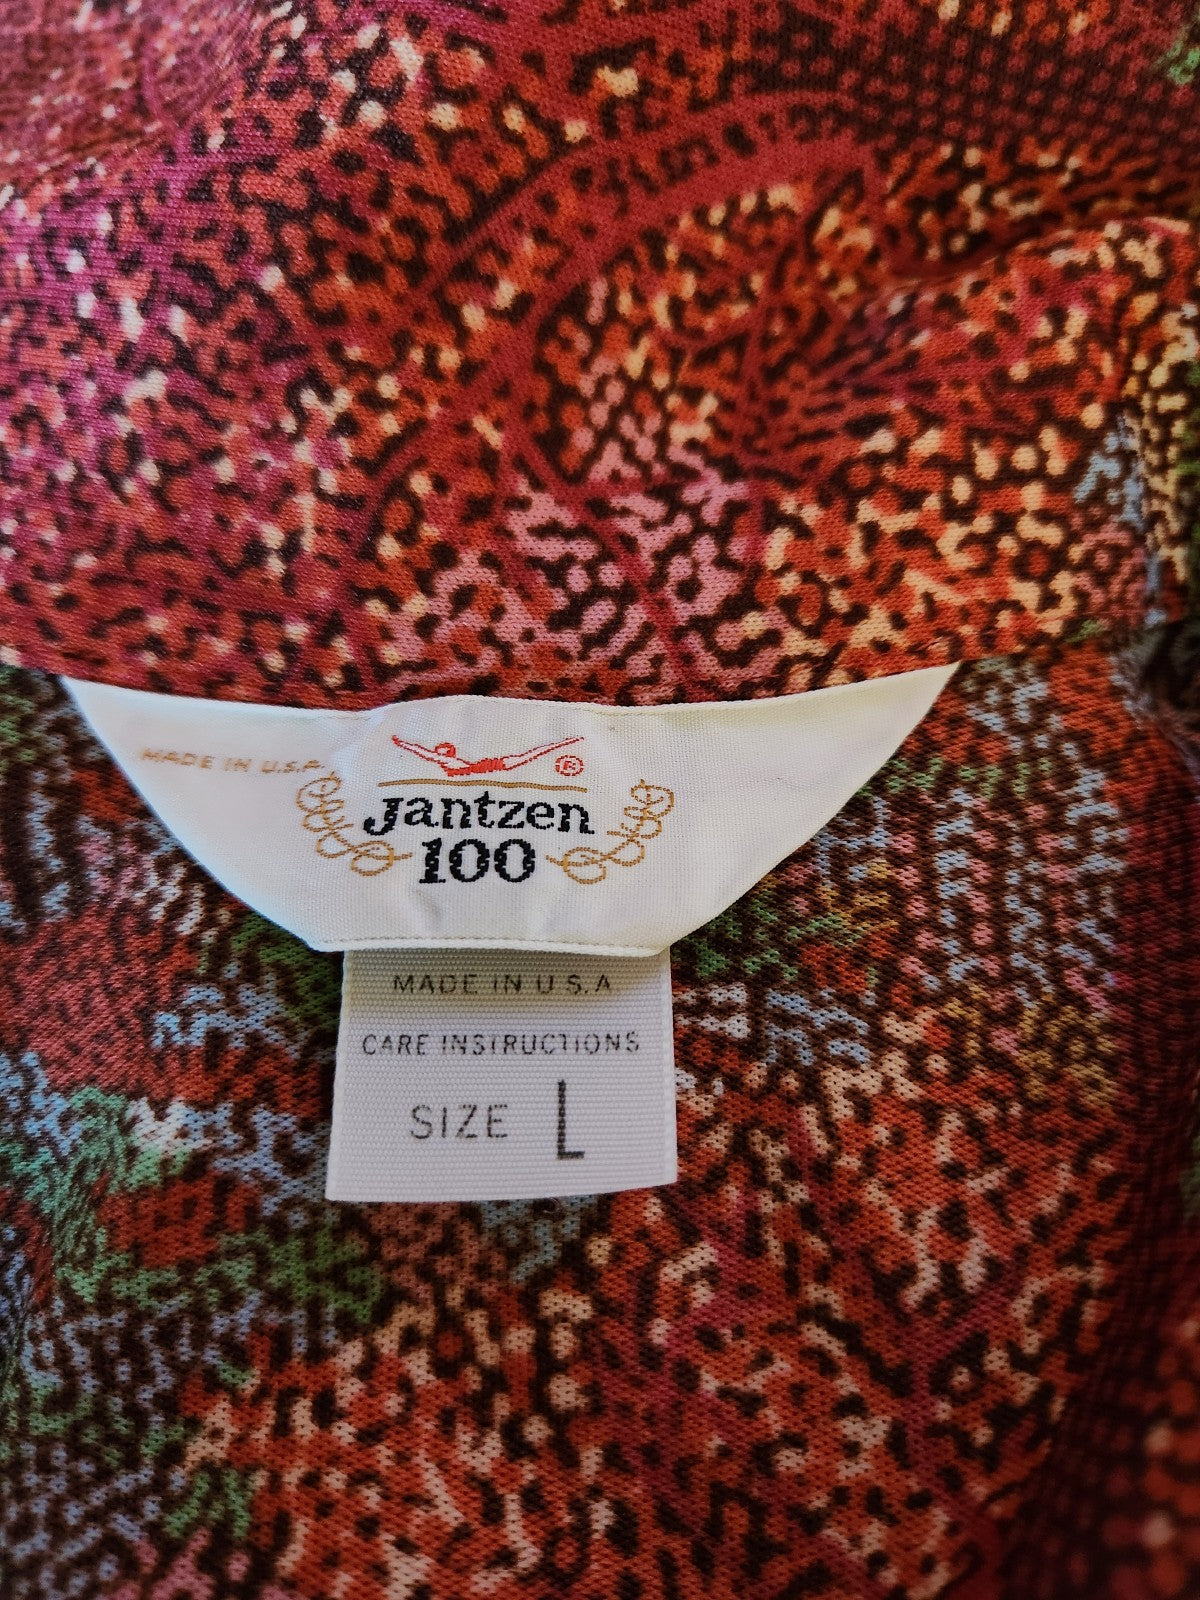 MADE IN U.S.A.
®
Jantzen
100
MADE IN U S.A
CARE INSTRUCTIONS
SIZE L